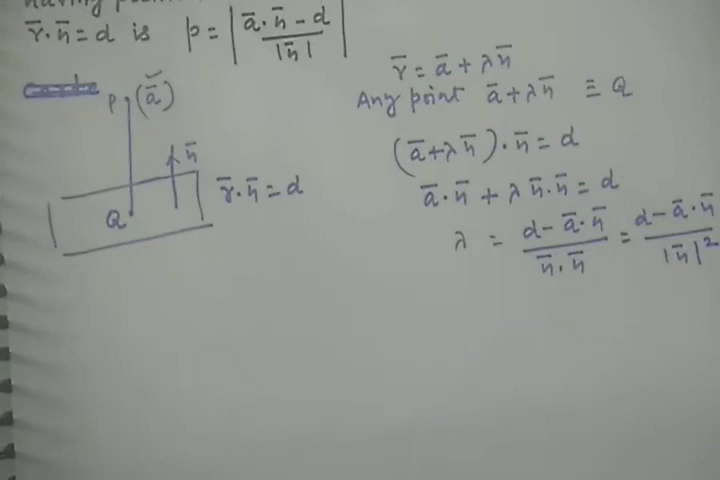 r̅·n̅ = d is p = | (a̅·n̅ - d) / |n̅| |
P (a̅)
n̅
r̅·n̅ = d
Q
r̅ = a̅ + λn̅
Any point a̅ + λn̅ ≡ Q
(a̅ + λn̅)·n̅ = d
a̅·n̅ + λ n̅·n̅ = d
λ = (d - a̅·n̅) / (n̅·n̅) = (d - a̅·n̅) / |n̅|²